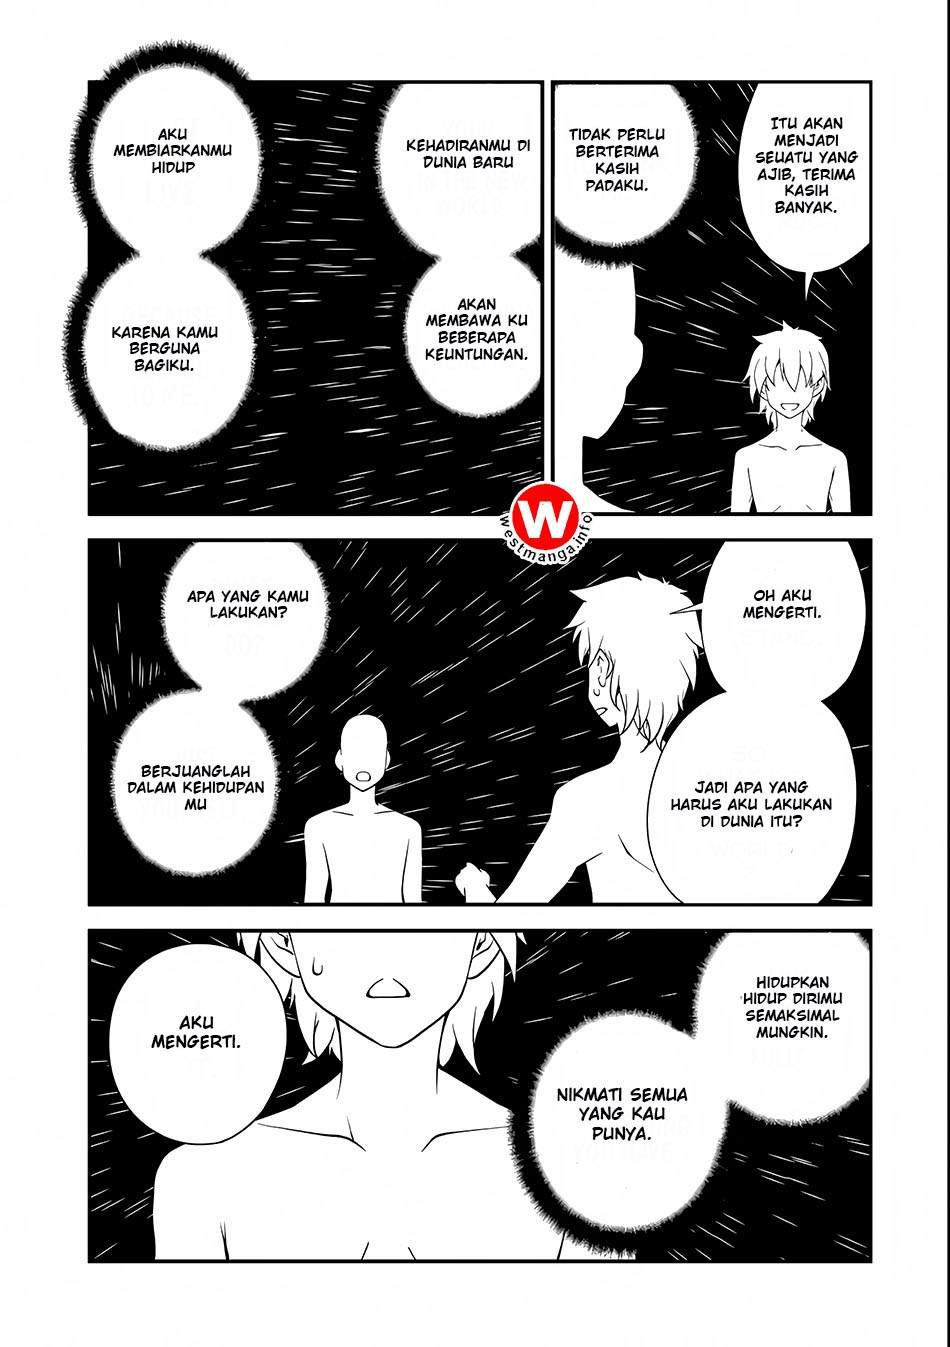 ITU AKAN
MENJADI
SEUATU YANG
AJIB, TERIMA
KASIH
BANYAK.
TIDAK PERLU
BERTERIMA
KASIH
PADAKU.
KEHADIRANMU DI
DUNIA BARU
AKAN
MEMBAWA KU
BEBERAPA
KEUNTUNGAN.
AKU
MEMBIARKANMU
HIDUP
KARENA KAMU
BERGUNA
BAGIKU.
W
westmanga.info
OH AKU
MENGERTI.
JADI APA YANG
HARUS AKU LAKUKAN
DI DUNIA ITU?
APA YANG KAMU
LAKUKAN?
BERJUANGLAH
DALAM KEHIDUPAN
MU
HIDUPKAN
HIDUP DIRIMU
SEMAKSIMAL
MUNGKIN.
NIKMATI SEMUA
YANG KAU
PUNYA.
AKU
MENGERTI.